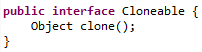 public interface Cloneable {
    Object clone();
}